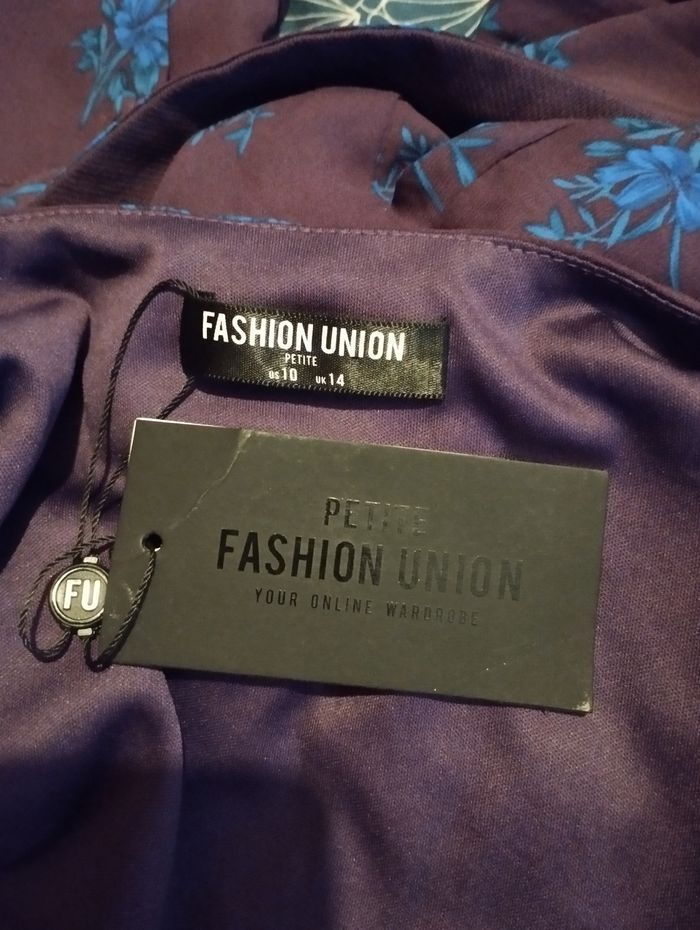 FASHION UNION
PETITE
US 10 UK 14
PETITE
FASHION UNION
YOUR ONLINE WARDROBE
FU